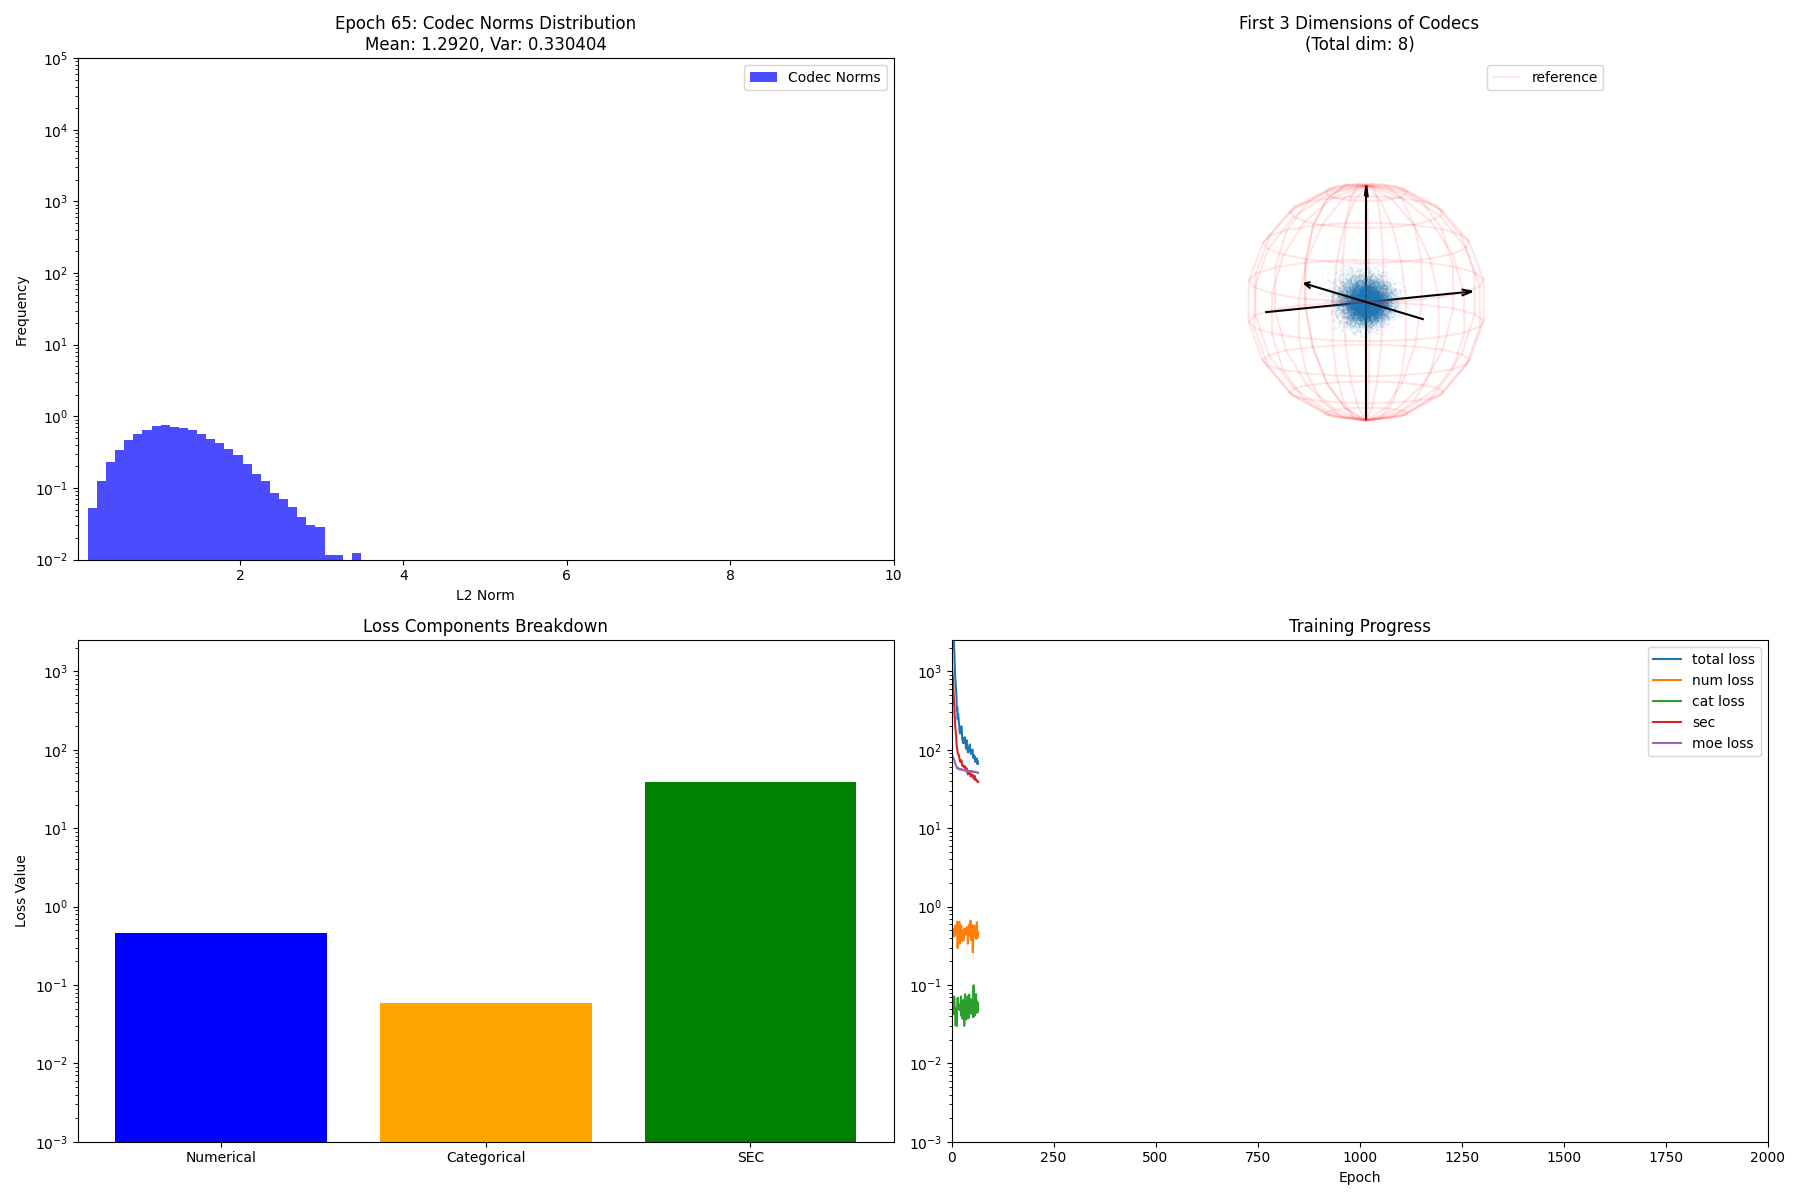 Epoch 65: Codec Norms Distribution
Mean: 1.2920, Var: 0.330404
Codec Norms
10^5
10^4
10^3
10^2
10^1
10^0
10^-1
10^-2
Frequency
2 4 6 8 10
L2 Norm
First 3 Dimensions of Codecs
(Total dim: 8)
reference
Loss Components Breakdown
10^3
10^2
10^1
10^0
10^-1
10^-2
10^-3
Loss Value
Numerical Categorical SEC
Training Progress
total loss
num loss
cat loss
sec
moe loss
10^3
10^2
10^1
10^0
10^-1
10^-2
10^-3
0 250 500 750 1000 1250 1500 1750 2000
Epoch